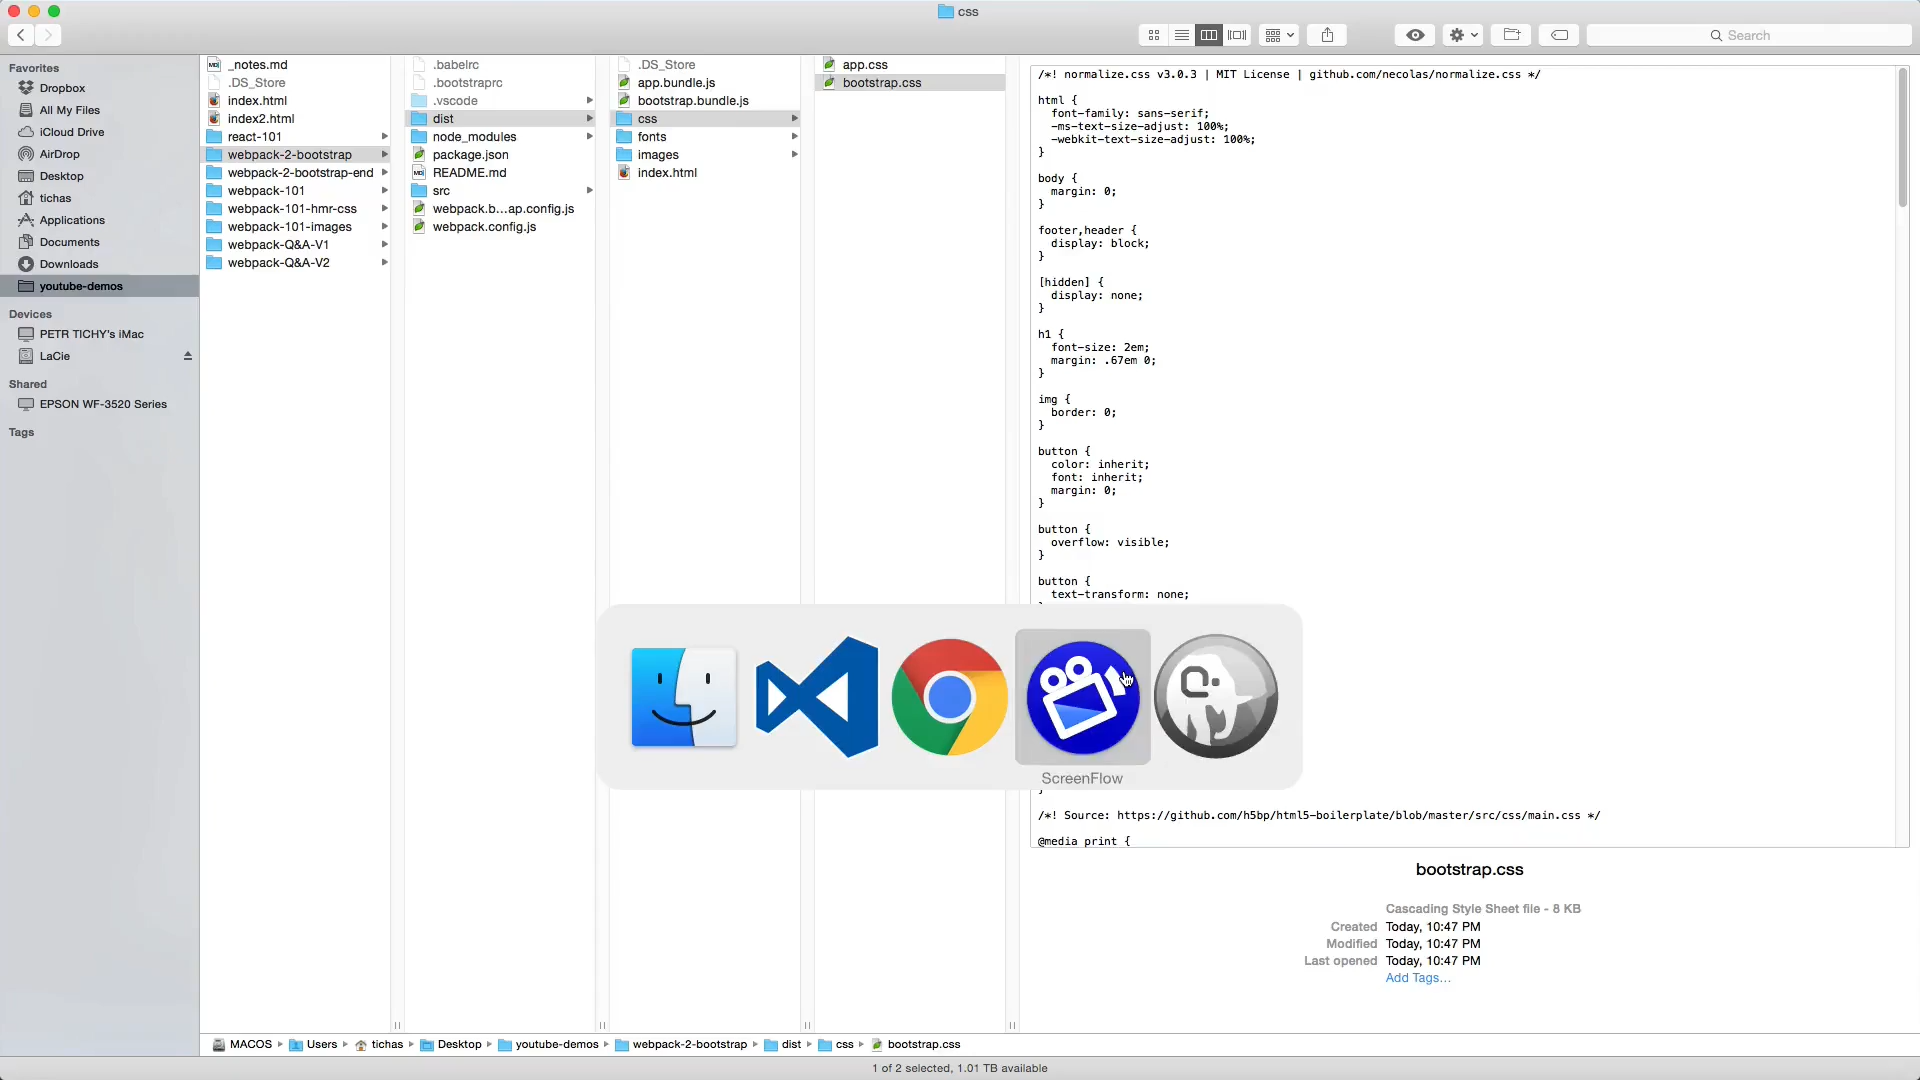 css
Search
Favorites
Dropbox
All My Files
iCloud Drive
AirDrop
Desktop
tichas
Applications
Documents
Downloads
youtube-demos
Devices
PETR TICHY's iMac
LaCie
Shared
EPSON WF-3520 Series
Tags
_notes.md
.DS_Store
index.html
index2.html
react-101
webpack-2-bootstrap
webpack-2-bootstrap-end
webpack-101
webpack-101-hmr-css
webpack-101-images
webpack-Q&A-V1
webpack-Q&A-V2
.babelrc
.bootstraprc
.vscode
dist
node_modules
package.json
README.md
src
webpack.b...ap.config.js
webpack.config.js
.DS_Store
app.bundle.js
bootstrap.bundle.js
css
fonts
images
index.html
app.css
bootstrap.css
/*! normalize.css v3.0.3 | MIT License | github.com/necolas/normalize.css */
html {
font-family: sans-serif;
-ms-text-size-adjust: 100%;
-webkit-text-size-adjust: 100%;
}
body {
margin: 0;
}
footer,header {
display: block;
}
[hidden] {
display: none;
}
h1 {
font-size: 2em;
margin: .67em 0;
}
img {
border: 0;
}
button {
color: inherit;
font: inherit;
margin: 0;
}
button {
overflow: visible;
}
button {
text-transform: none;
ScreenFlow
}
/*! Source: https://github.com/h5bp/html5-boilerplate/blob/master/src/css/main.css */
@media print {
bootstrap.css
Cascading Style Sheet file - 8 KB
Created Today, 10:47 PM
Modified Today, 10:47 PM
Last opened Today, 10:47 PM
Add Tags…
MACOS Users tichas Desktop youtube-demos webpack-2-bootstrap dist css bootstrap.css
1 of 2 selected, 1.01 TB available